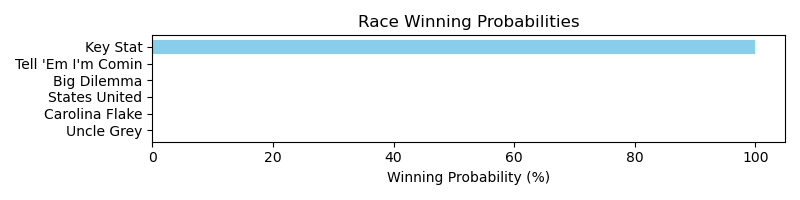 Race Winning Probabilities
Key Stat
Tell 'Em I'm Comin
Big Dilemma
States United
Carolina Flake
Uncle Grey
0 20 40 60 80 100
Winning Probability (%)